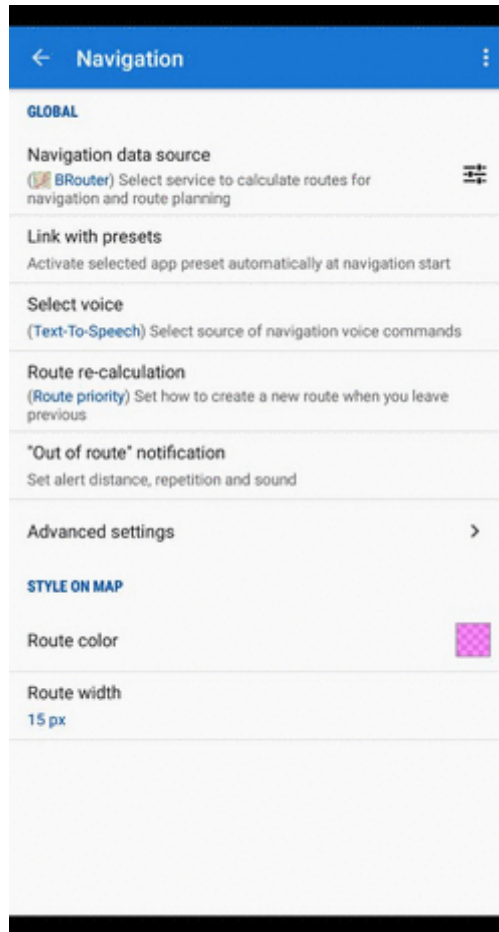 Navigation
GLOBAL
Navigation data source
(BRouter) Select service to calculate routes for
navigation and route planning
Link with presets
Activate selected app preset automatically at navigation start
Select voice
(Text-To-Speech) Select source of navigation voice commands
Route re-calculation
(Route priority) Set how to create a new route when you leave
previous
"Out of route" notification
Set alert distance, repetition and sound
Advanced settings
STYLE ON MAP
Route color
Route width
15 px